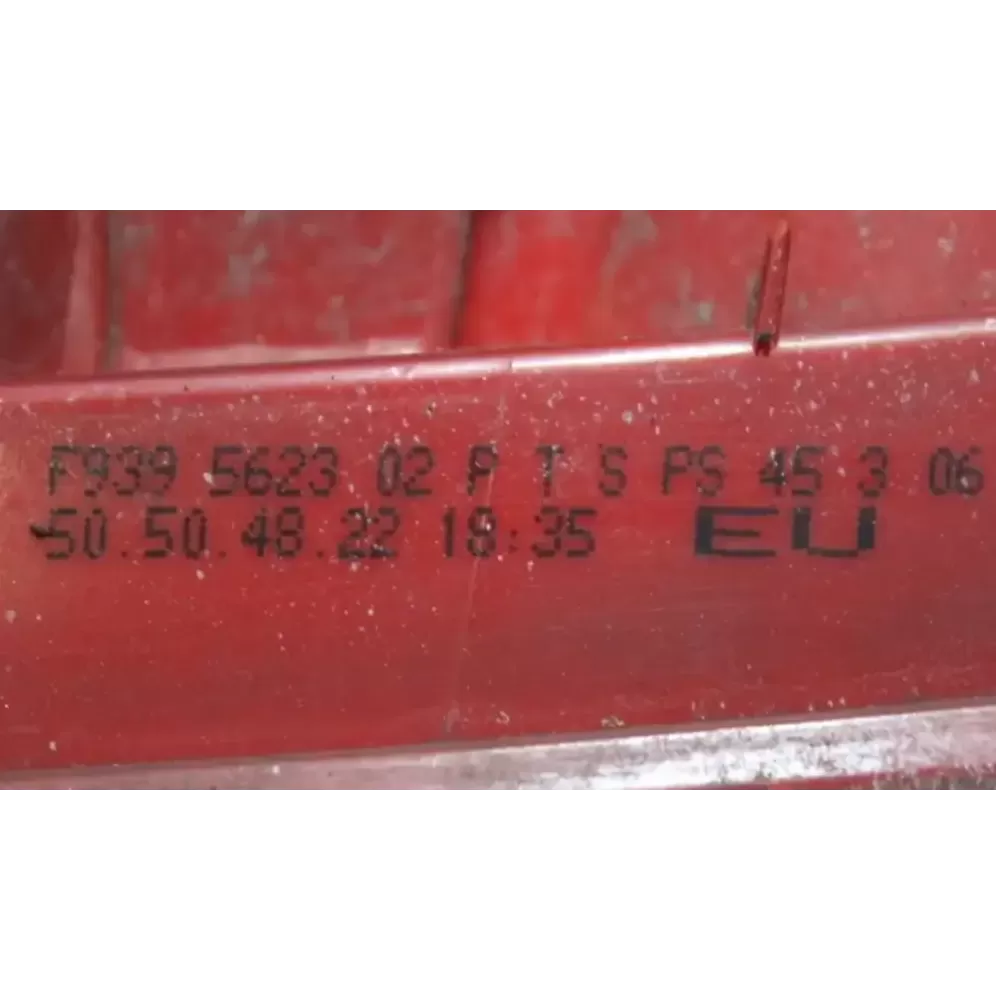 F939 5623 02 P T S PS 45 3 06
50.50.48.22 18:35 EU